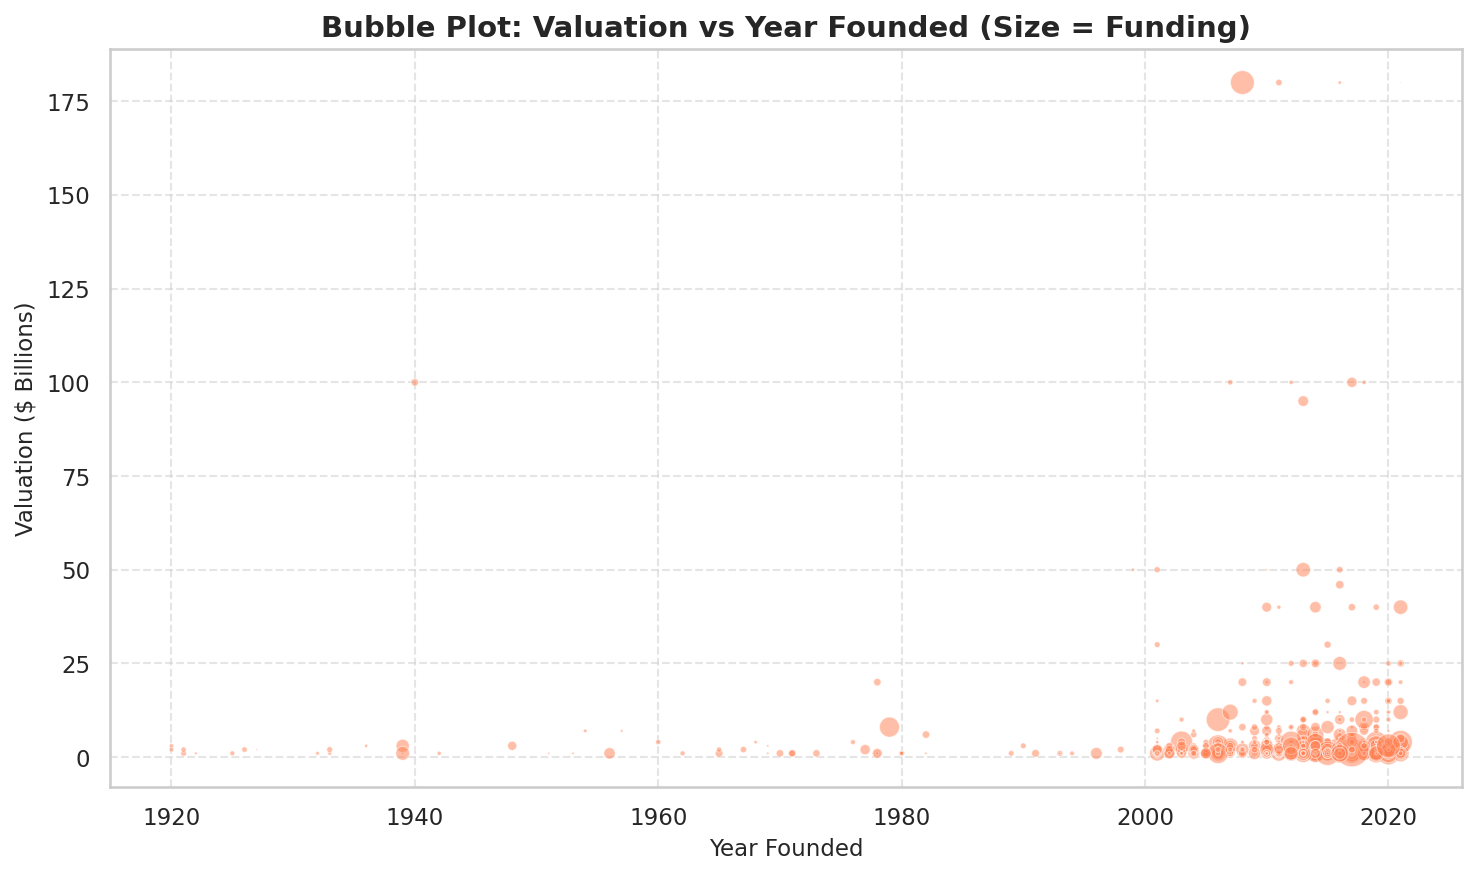 Bubble Plot: Valuation vs Year Founded (Size = Funding)
Valuation ($ Billions)
175
150
125
100
75
50
25
0
1920 1940 1960 1980 2000 2020
Year Founded